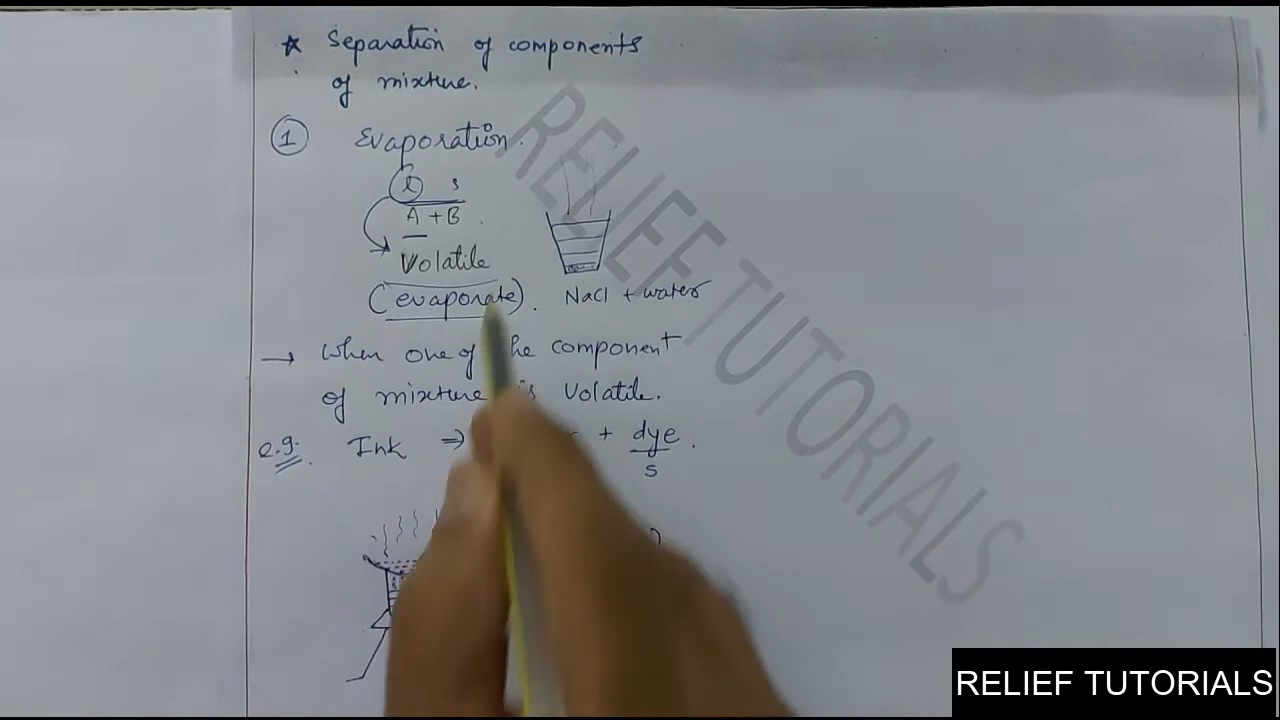 * Separation of components
of mixture.
1 Evaporation.
l s
A + B
Volatile
(evaporate).
NaCl + water
→ When one of the component
of mixture is Volatile.
e.g. Ink ⇒ + dye.
s
RELIEF TUTORIALS
RELIEF TUTORIALS